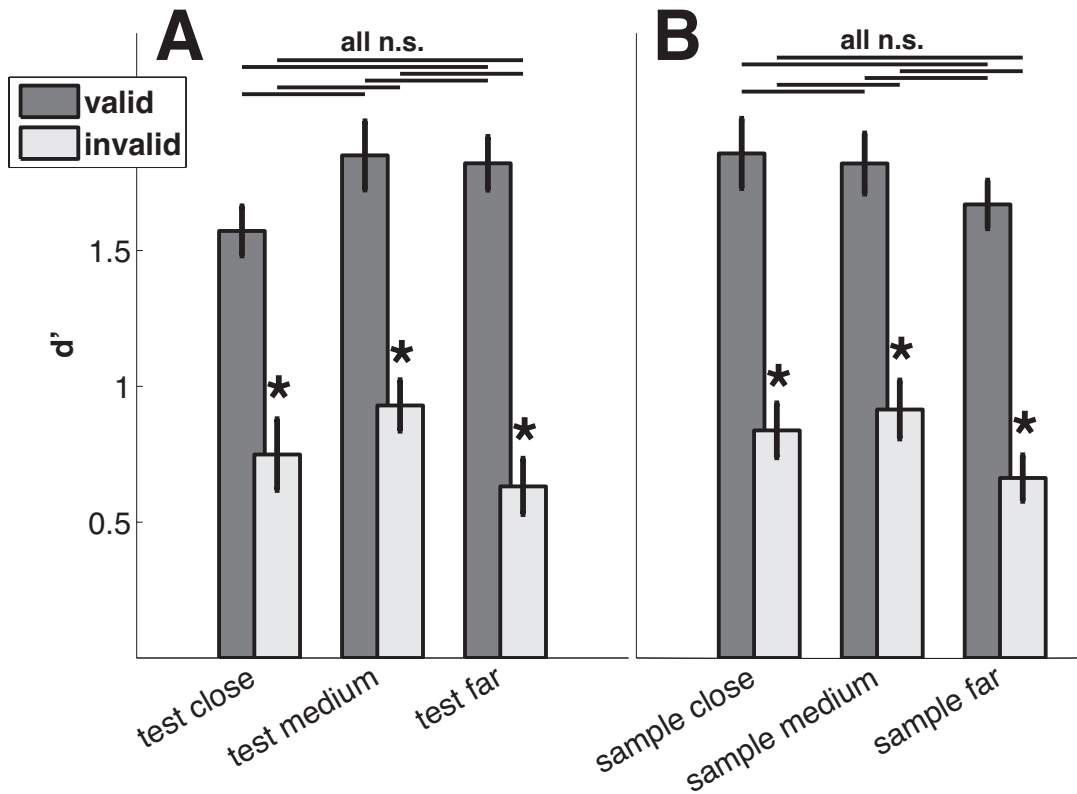 A
all n.s.
B
all n.s.
valid
invalid
1.5
d'
1
0.5
*
*
*
*
*
*
test close
test medium
test far
sample close
sample medium
sample far